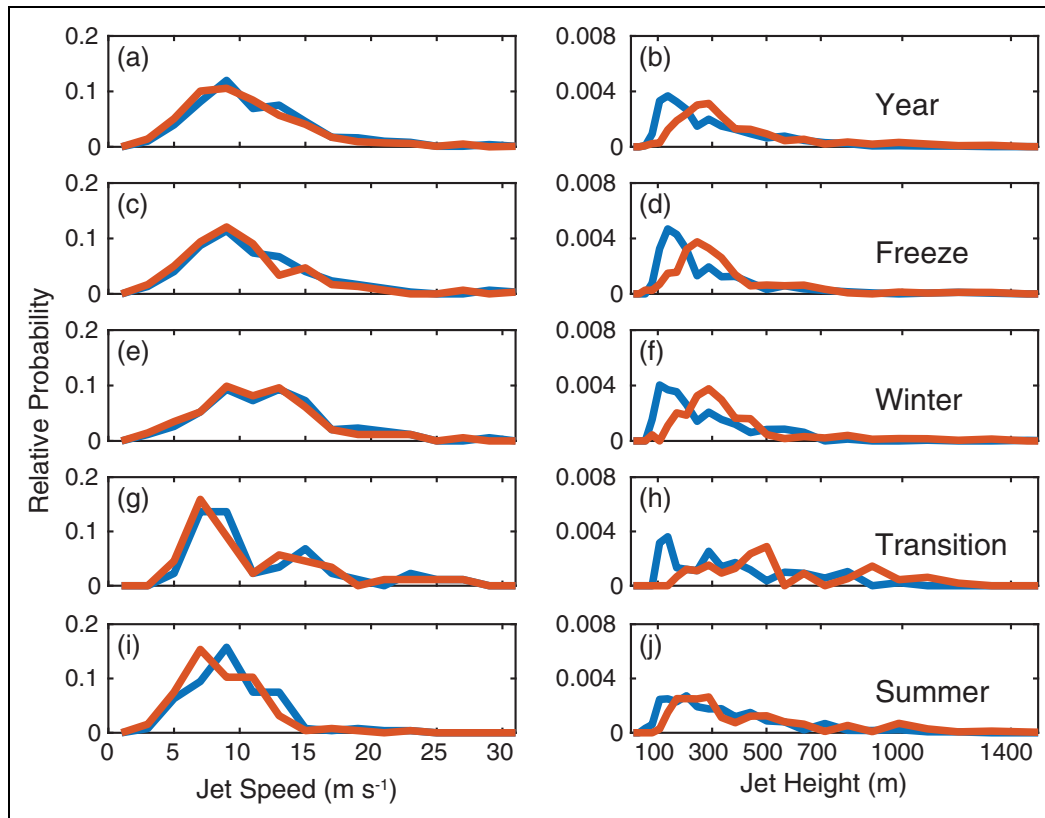 0.2
(a)
0.1
0
0.008
(b)
0.004
Year
0
0.2
(c)
0.1
0
0.008
(d)
0.004
Freeze
0
Relative Probability
0.2
(e)
0.1
0
0.008
(f)
0.004
Winter
0
0.2
(g)
0.1
0
0.008
(h)
0.004
Transition
0
0.2
(i)
0.1
0
0 5 10 15 20 25 30
Jet Speed (m s⁻¹)
0.008
(j)
0.004
Summer
0
100 300 500 700 1000 1400
Jet Height (m)